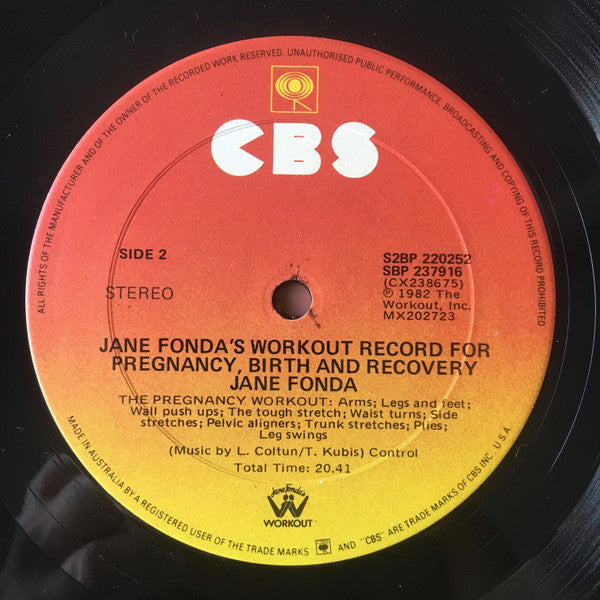 ALL RIGHTS OF THE MANUFACTURER AND OF THE OWNER OF THE RECORDED WORK RESERVED. UNAUTHORISED PUBLIC PERFORMANCE, BROADCASTING AND COPYING OF THIS RECORD PROHIBITED
CBS
SIDE 2
STEREO
S2BP 220252
SBP 237916
(CX238675)
℗ 1982 The
Workout, Inc.
MX202723
JANE FONDA'S WORKOUT RECORD FOR
PREGNANCY, BIRTH AND RECOVERY
JANE FONDA
THE PREGNANCY WORKOUT: Arms; Legs and feet;
Wall push ups; The tough stretch; Waist turns; Side
stretches; Pelvic aligners; Trunk stretches; Plies;
Leg swings
(Music by L. Coltun/T. Kubis) Control
Total Time: 20.41
Jane Fonda's
WORKOUT
MADE IN AUSTRALIA BY A REGISTERED USER OF THE TRADE MARKS AND "CBS" ARE TRADE MARKS OF CBS INC. U.S.A.